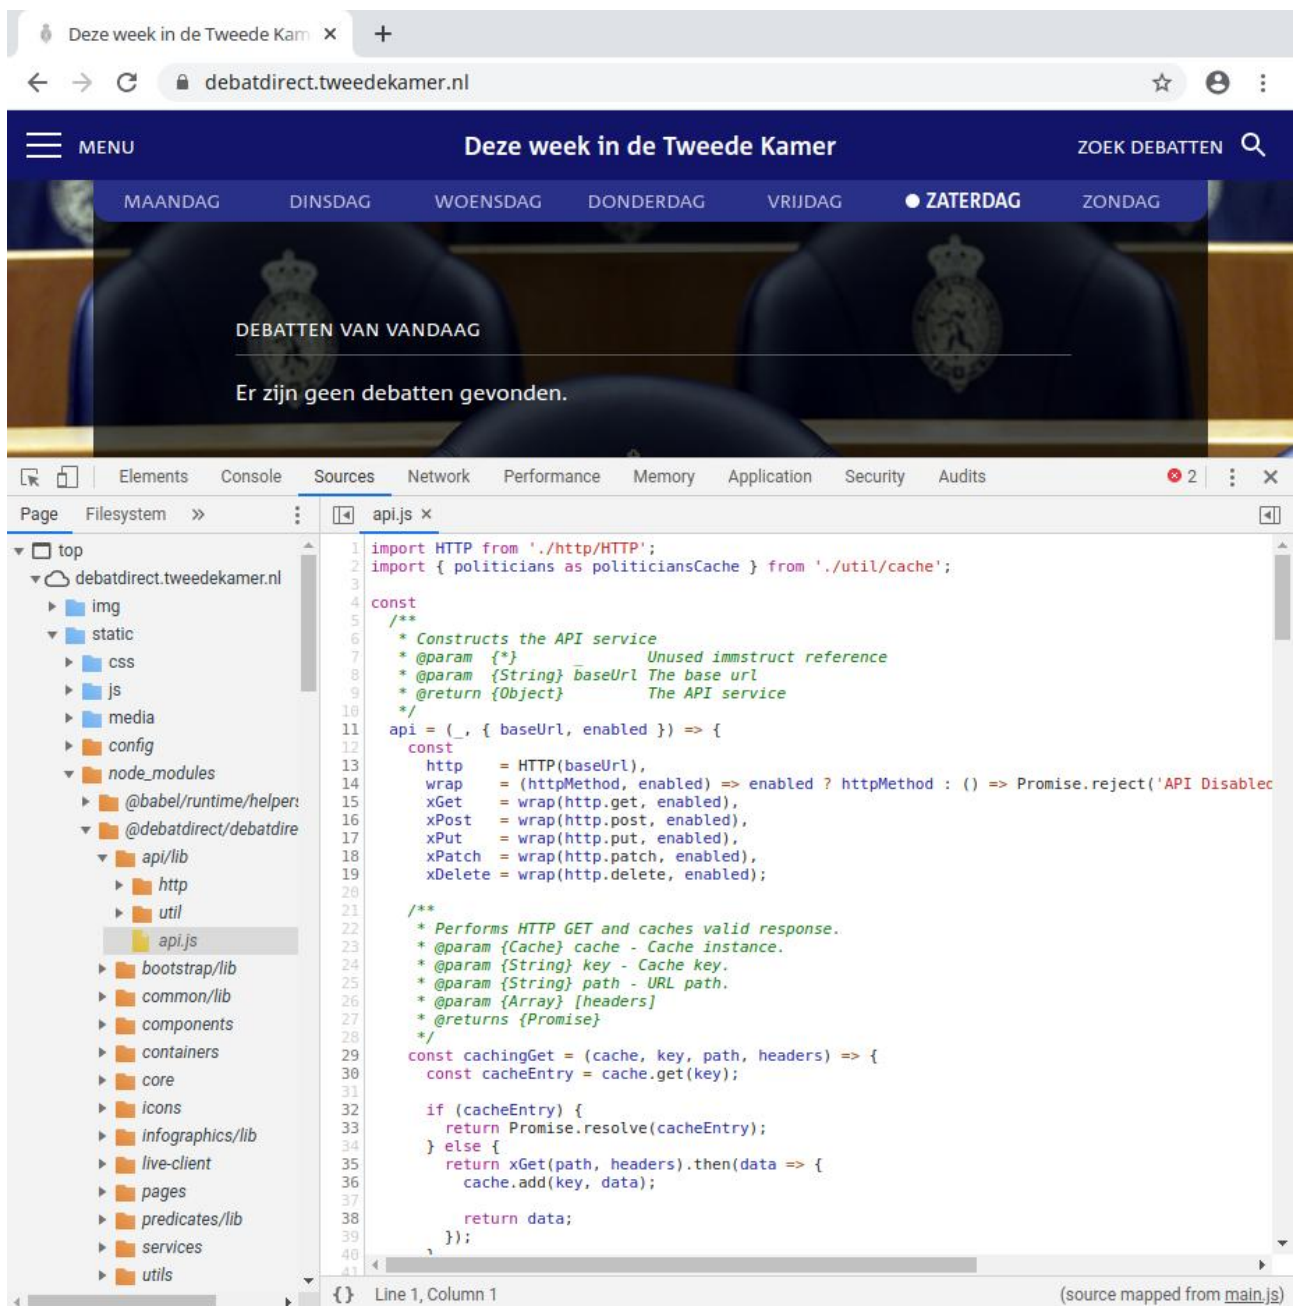 Deze week in de Tweede Kam
debatdirect.tweedekamer.nl
MENU
Deze week in de Tweede Kamer
ZOEK DEBATTEN
MAANDAG DINSDAG WOENSDAG DONDERDAG VRIJDAG ZATERDAG ZONDAG
DEBATTEN VAN VANDAAG
Er zijn geen debatten gevonden.
Elements Console Sources Network Performance Memory Application Security Audits 2
Page Filesystem »
api.js
top
debatdirect.tweedekamer.nl
img
static
css
js
media
config
node_modules
@babel/runtime/helpers
@debatdirect/debatdire
api/lib
http
util
api.js
bootstrap/lib
common/lib
components
containers
core
icons
infographics/lib
live-client
pages
predicates/lib
services
utils
1 import HTTP from './http/HTTP';
2 import { politicians as politiciansCache } from './util/cache';
3
4 const
5 /**
6 * Constructs the API service
7 * @param {*} _ Unused immstruct reference
8 * @param {String} baseUrl The base url
9 * @return {Object} The API service
10 */
11 api = (_, { baseUrl, enabled }) => {
12 const
13 http = HTTP(baseUrl),
14 wrap = (httpMethod, enabled) => enabled ? httpMethod : () => Promise.reject('API Disabled
15 xGet = wrap(http.get, enabled),
16 xPost = wrap(http.post, enabled),
17 xPut = wrap(http.put, enabled),
18 xPatch = wrap(http.patch, enabled),
19 xDelete = wrap(http.delete, enabled);
20
21 /**
22 * Performs HTTP GET and caches valid response.
23 * @param {Cache} cache - Cache instance.
24 * @param {String} key - Cache key.
25 * @param {String} path - URL path.
26 * @param {Array} [headers]
27 * @returns {Promise}
28 */
29 const cachingGet = (cache, key, path, headers) => {
30 const cacheEntry = cache.get(key);
31
32 if (cacheEntry) {
33 return Promise.resolve(cacheEntry);
34 } else {
35 return xGet(path, headers).then(data => {
36 cache.add(key, data);
37
38 return data;
39 });
40 }
41
{} Line 1, Column 1
(source mapped from main.js)